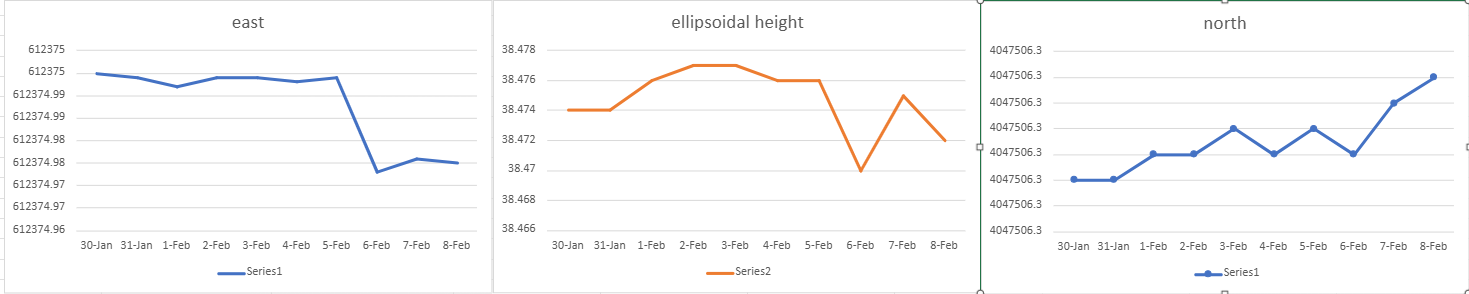 east
612375
612375
612374.99
612374.99
612374.98
612374.98
612374.97
612374.97
612374.96
30-Jan 31-Jan 1-Feb 2-Feb 3-Feb 4-Feb 5-Feb 6-Feb 7-Feb 8-Feb
Series1
ellipsoidal height
38.478
38.476
38.474
38.472
38.47
38.468
38.466
30-Jan 31-Jan 1-Feb 2-Feb 3-Feb 4-Feb 5-Feb 6-Feb 7-Feb 8-Feb
Series2
north
4047506.3
4047506.3
4047506.3
4047506.3
4047506.3
4047506.3
4047506.3
4047506.3
30-Jan 31-Jan 1-Feb 2-Feb 3-Feb 4-Feb 5-Feb 6-Feb 7-Feb 8-Feb
Series1